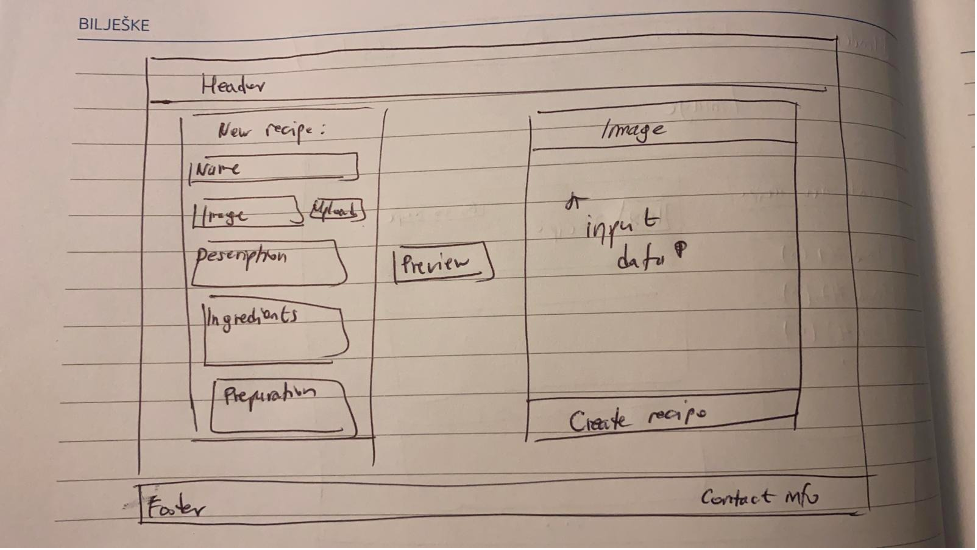 BILJEŠKE
Header
New recipe:
Name
Image
Upload
Description
Ingredients
Preparation
Preview
Image
input
data
Create recipe
Footer
Contact info